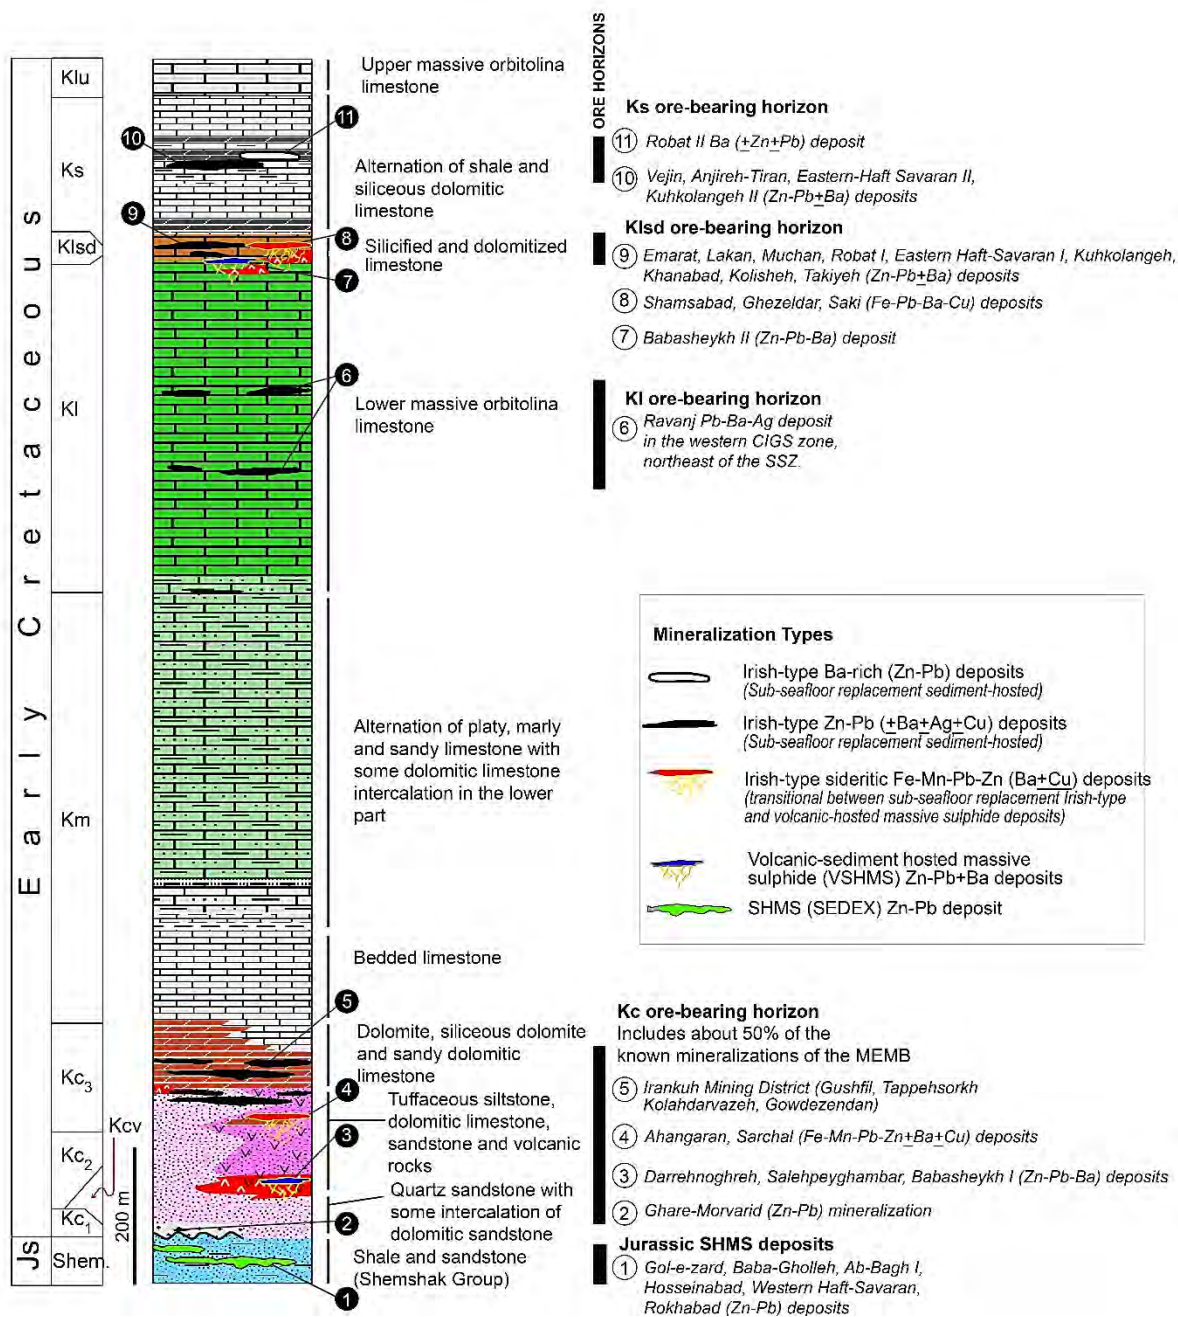 ORE HORIZONS
Early Cretaceous
Js
Klu
Ks
Klsd
Kl
Km
Kc3
Kcv
Kc2
Kc1
Shem.
200 m
Upper massive orbitolina
limestone
11
10
Alternation of shale and
siliceous dolomitic
limestone
9
8
Silicified and dolomitized
limestone
7
6
Lower massive orbitolina
limestone
Alternation of platy, marly
and sandy limestone with
some dolomitic limestone
intercalation in the lower
part
Bedded limestone
5
Dolomite, siliceous dolomite
and sandy dolomitic
limestone
4
Tuffaceous siltstone,
dolomitic limestone,
sandstone and volcanic
rocks
3
Quartz sandstone with
some intercalation of
dolomitic sandstone
2
Shale and sandstone
(Shemshak Group)
1
Ks ore-bearing horizon
11 Robat II Ba (+Zn+Pb) deposit
10 Vejin, Anjireh-Tiran, Eastern-Haft Savaran II,
Kuhkolangeh II (Zn-Pb+Ba) deposits
Klsd ore-bearing horizon
9 Emarat, Lakan, Muchan, Robat I, Eastern Haft-Savaran I, Kuhkolangeh,
Khanabad, Kolisheh, Takiyeh (Zn-Pb+Ba) deposits
8 Shamsabad, Ghezeldar, Saki (Fe-Pb-Ba-Cu) deposits
7 Babasheykh II (Zn-Pb-Ba) deposit
Kl ore-bearing horizon
6 Ravanj Pb-Ba-Ag deposit
in the western CIGS zone,
northeast of the SSZ.
Mineralization Types
Irish-type Ba-rich (Zn-Pb) deposits
(Sub-seafloor replacement sediment-hosted)
Irish-type Zn-Pb (+Ba+Ag+Cu) deposits
(Sub-seafloor replacement sediment-hosted)
Irish-type sideritic Fe-Mn-Pb-Zn (Ba+Cu) deposits
(transitional between sub-seafloor replacement Irish-type
and volcanic-hosted massive sulphide deposits)
Volcanic-sediment hosted massive
sulphide (VSHMS) Zn-Pb+Ba deposits
SHMS (SEDEX) Zn-Pb deposit
Kc ore-bearing horizon
Includes about 50% of the
known mineralizations of the MEMB
5 Irankuh Mining District (Gushfil, Tappehsorkh
Kolahdarvazeh, Gowdezendan)
4 Ahangaran, Sarchal (Fe-Mn-Pb-Zn+Ba+Cu) deposits
3 Darrehnoghreh, Salehpeyghambar, Babasheykh I (Zn-Pb-Ba) deposits
2 Ghare-Morvarid (Zn-Pb) mineralization
Jurassic SHMS deposits
1 Gol-e-zard, Baba-Gholleh, Ab-Bagh I,
Hosseinabad, Western Haft-Savaran,
Rokhabad (Zn-Pb) deposits